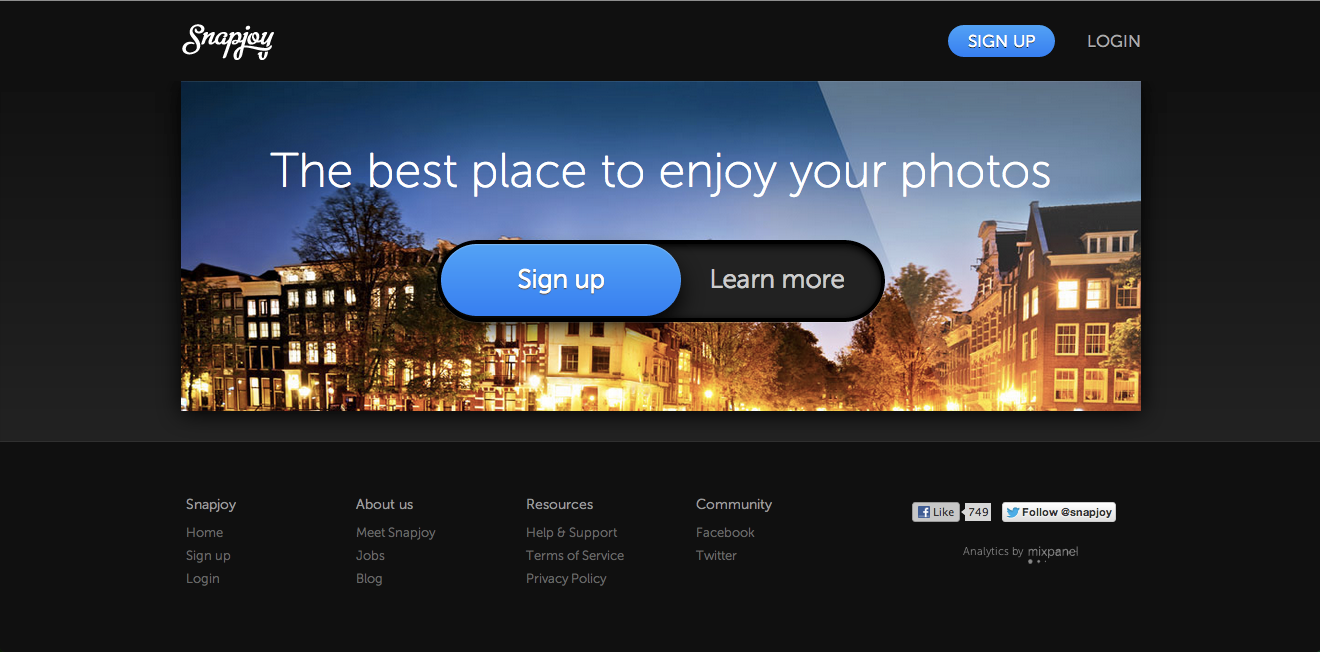 Snapjoy
SIGN UP LOGIN
The best place to enjoy your photos
Sign up Learn more
Snapjoy
Home
Sign up
Login
About us
Meet Snapjoy
Jobs
Blog
Resources
Help & Support
Terms of Service
Privacy Policy
Community
Facebook
Twitter
Like 749 Follow @snapjoy
Analytics by mixpanel